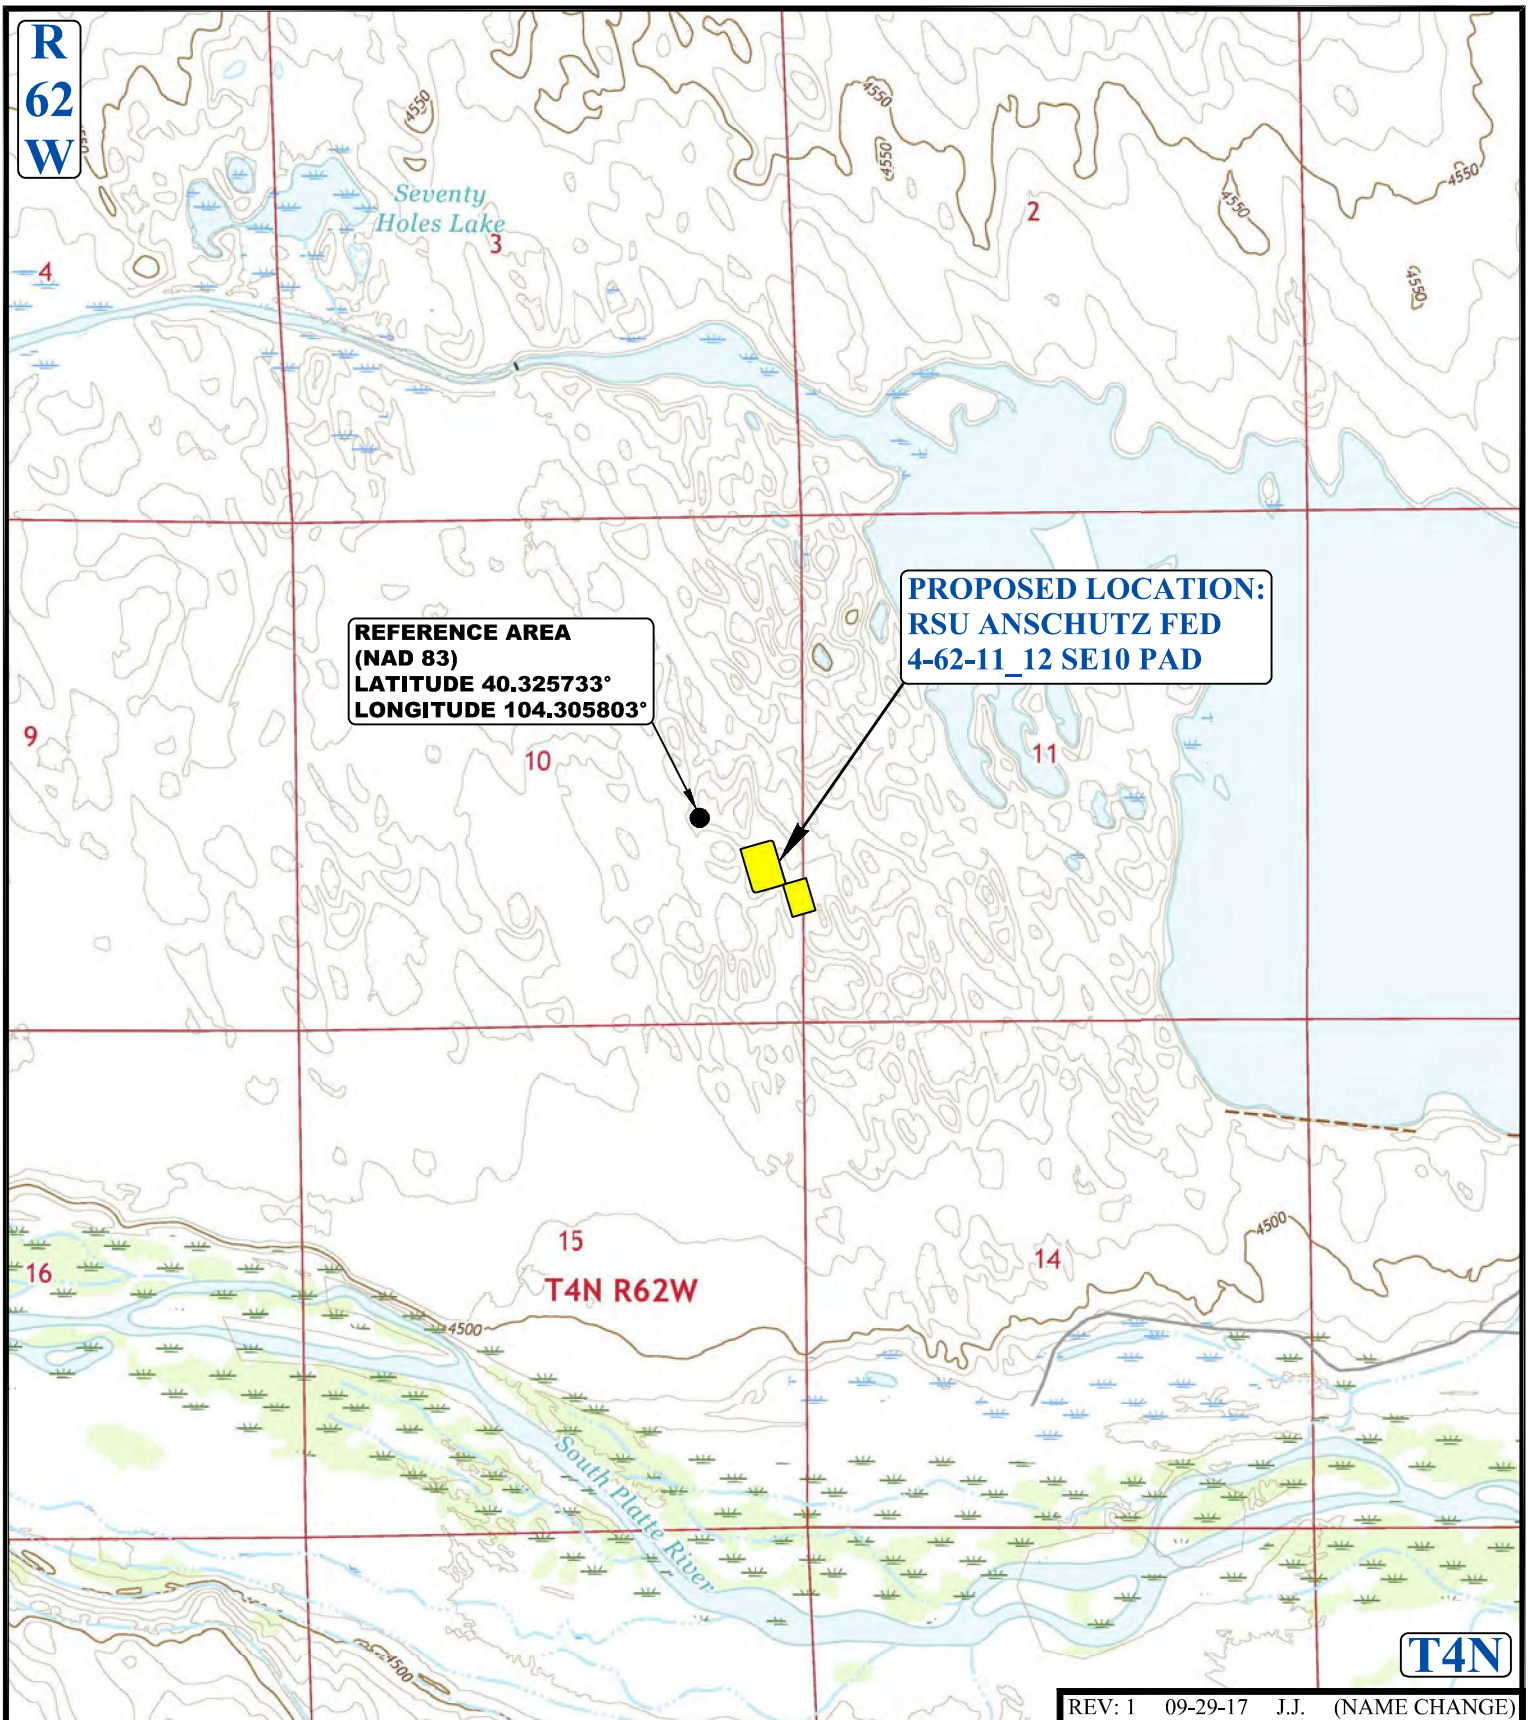 R
62
W
4550
4550
4550
4550
4550
4550
4550
Seventy
Holes Lake
2
3
4
PROPOSED LOCATION:
RSU ANSCHUTZ FED
4-62-11_12 SE10 PAD
REFERENCE AREA
(NAD 83)
LATITUDE 40.325733°
LONGITUDE 104.305803°
9
10
11
4500
15
14
16
T4N R62W
4500
South Platte River
4500
T4N
REV: 1 09-29-17 J.J. (NAME CHANGE)